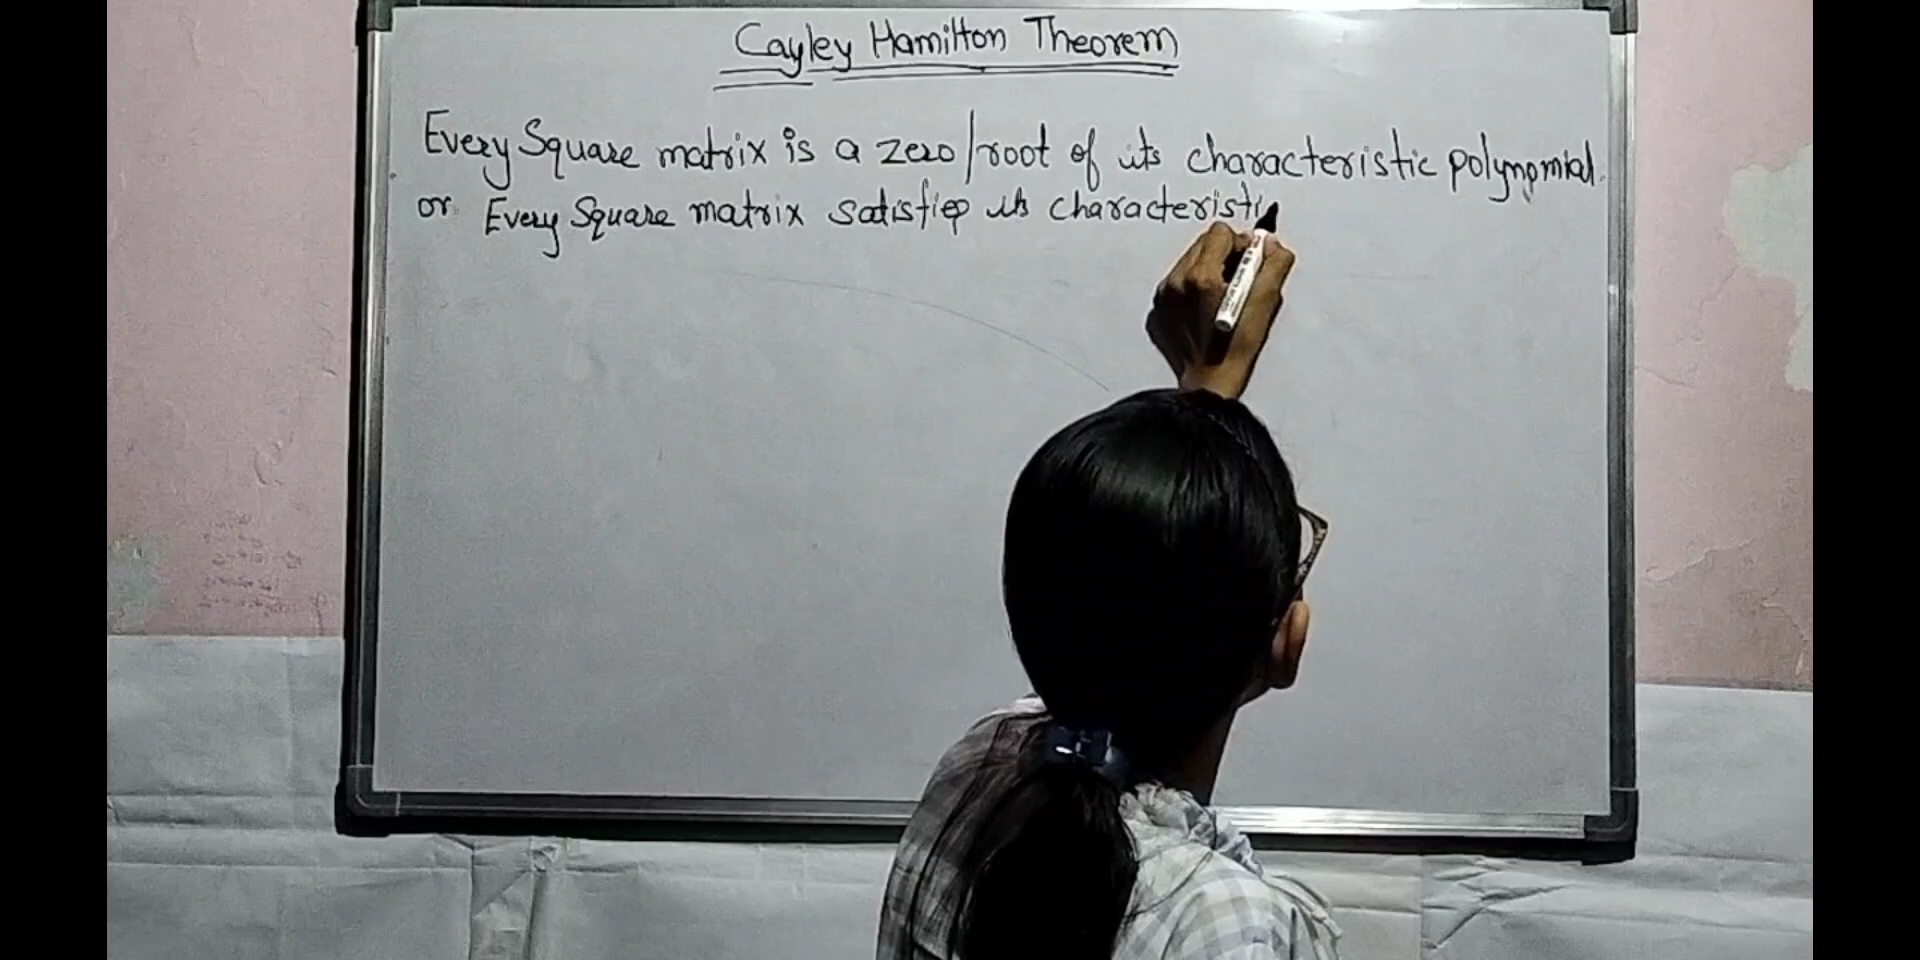 Cayley Hamilton Theorem
Every Square matrix is a zero/root of its characteristic polynomial.
or Every Square matrix satisfies its characteristi